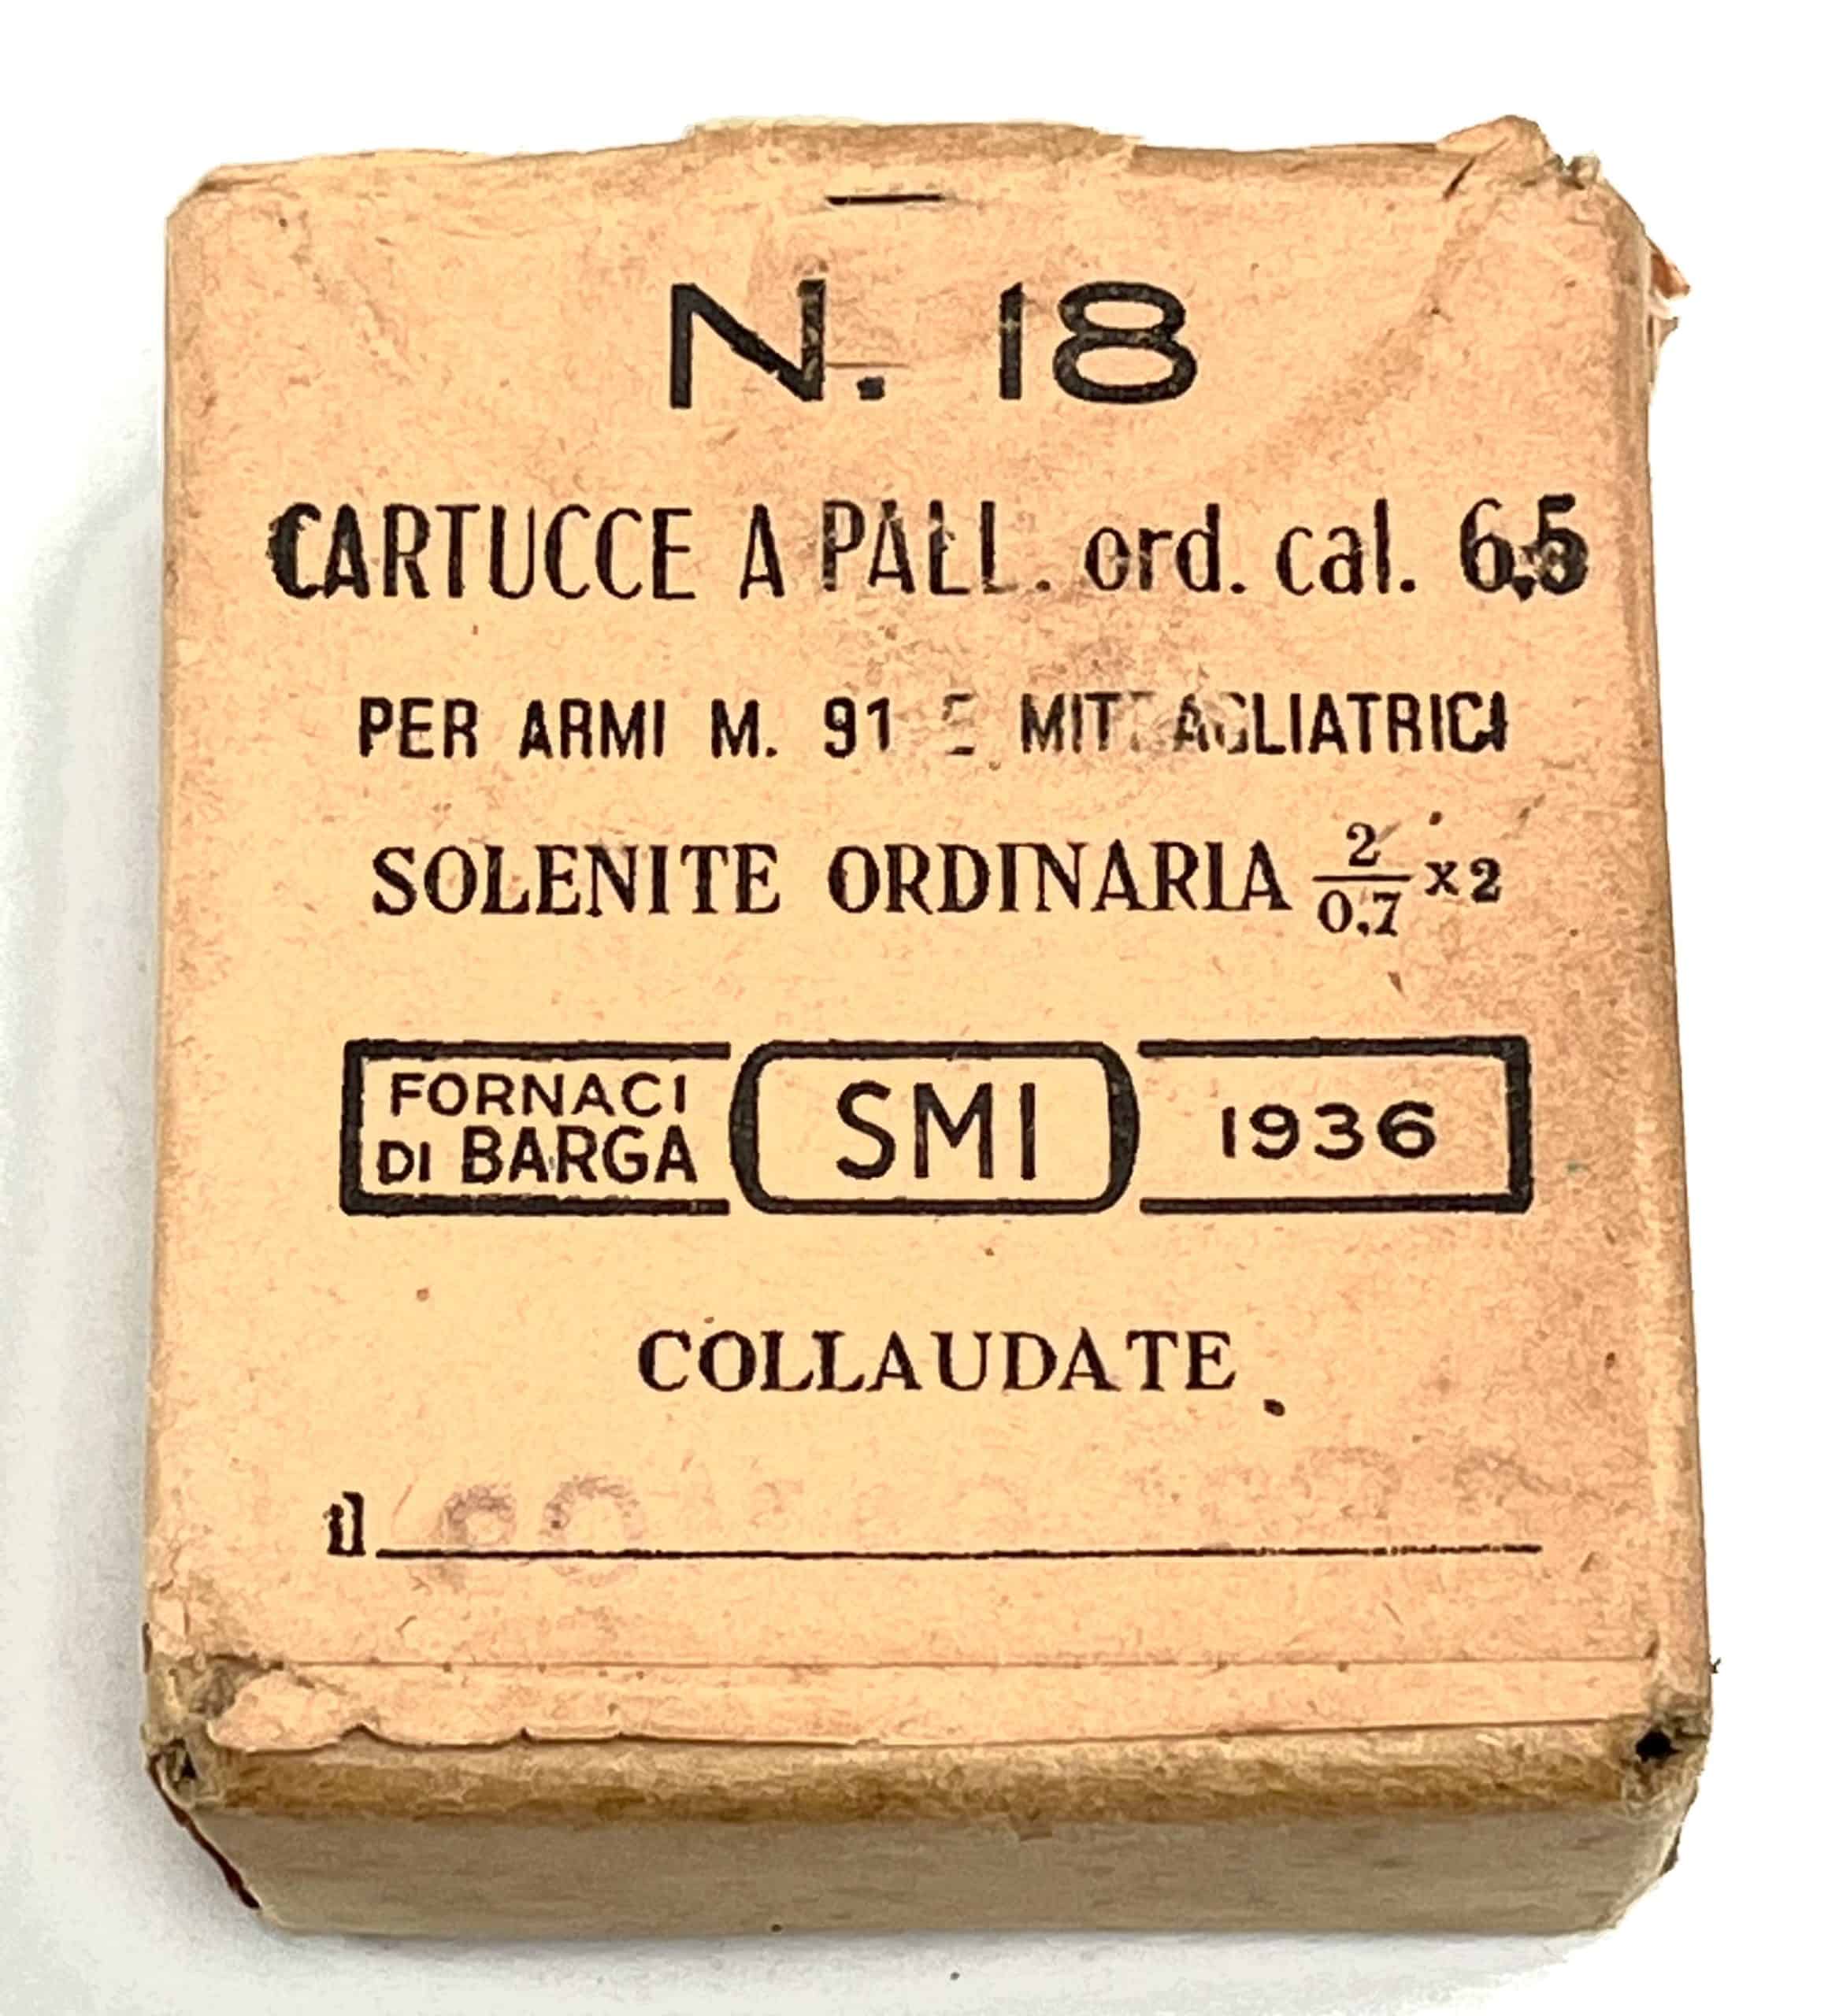 N. 18
CARTUCCE A PALL. ord. cal. 6,5
PER ARMI M. 91 E MITRAGLIATRICI
SOLENITE ORDINARIA 2/0,7 x 2
FORNACI
DI BARGA
SMI
1936
COLLAUDATE
il